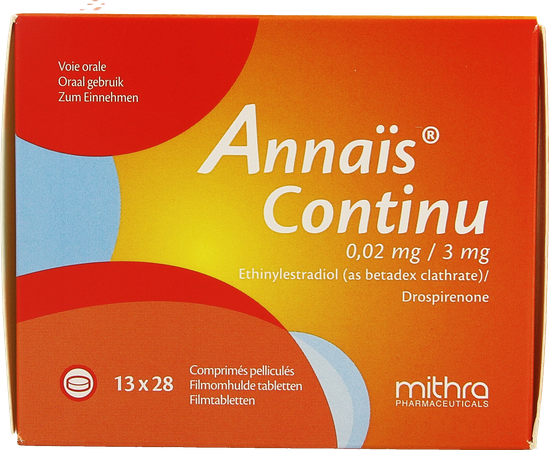 Voie orale
Oraal gebruik
Zum Einnehmen
Annaïs®
Continu
0,02 mg / 3 mg
Ethinylestradiol (as betadex clathrate)/
Drospirenone
13 x 28
Comprimés pelliculés
Filmomhulde tabletten
Filmtabletten
mithra
PHARMACEUTICALS